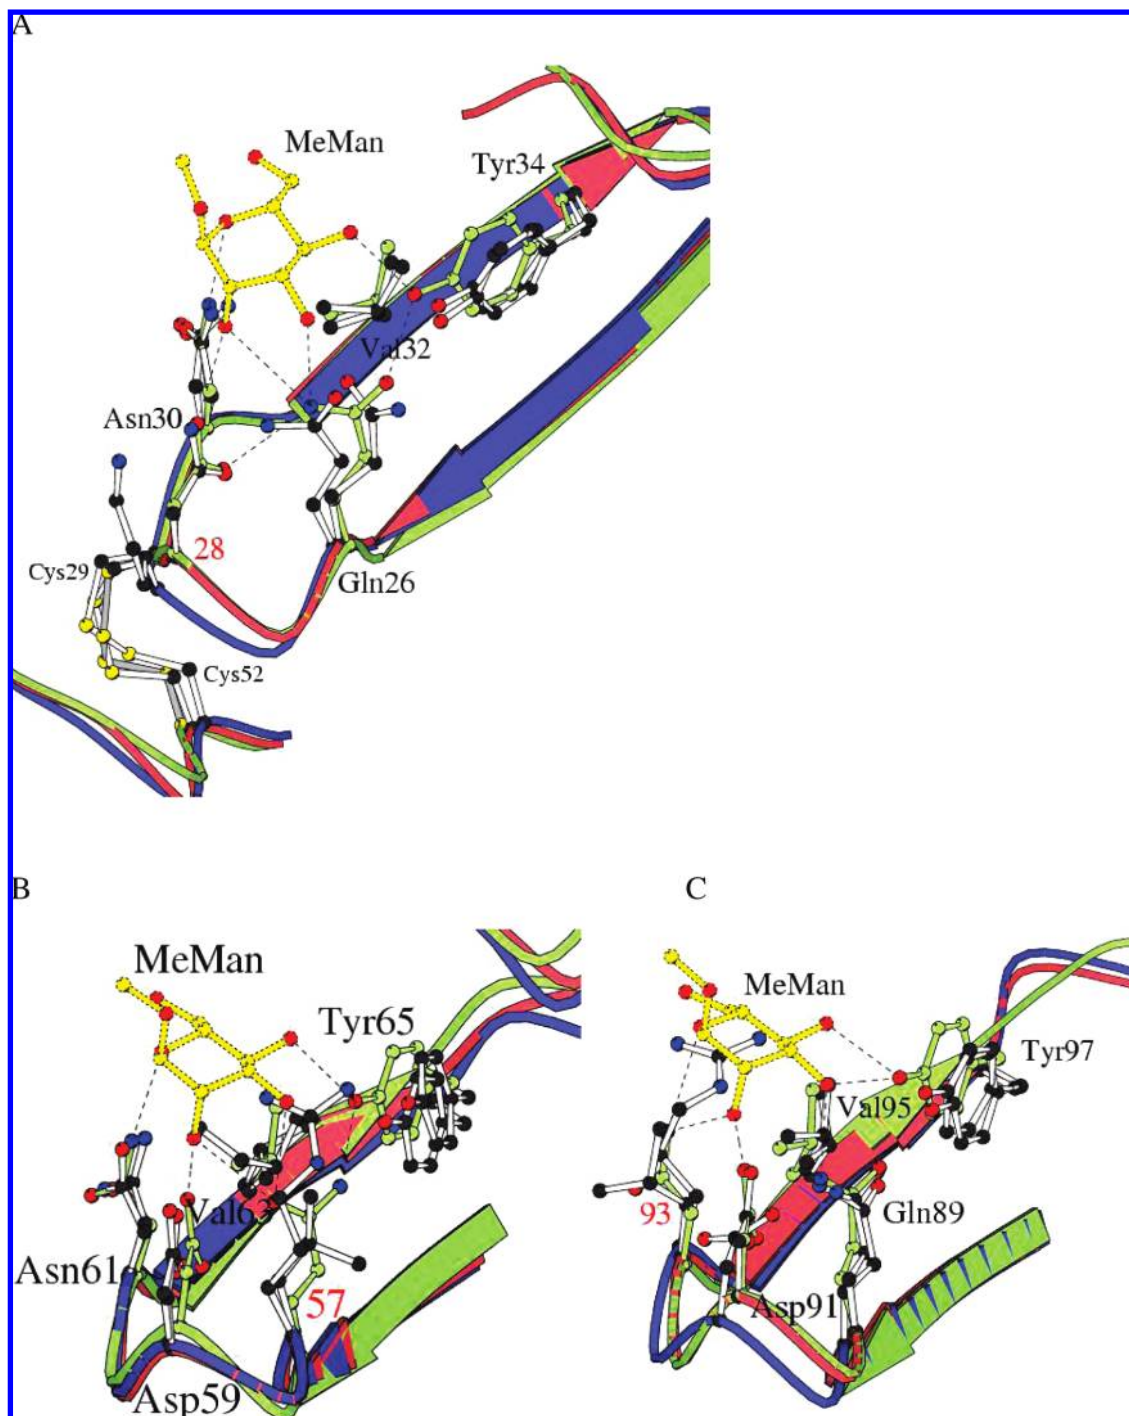 A
MeMan
Tyr34
Val32
Asn30
28
Cys29
Gln26
Cys52
B
MeMan
Tyr65
Val63
Asn61
57
Asp59
C
MeMan
Tyr97
Val95
93
Gln89
Asp91